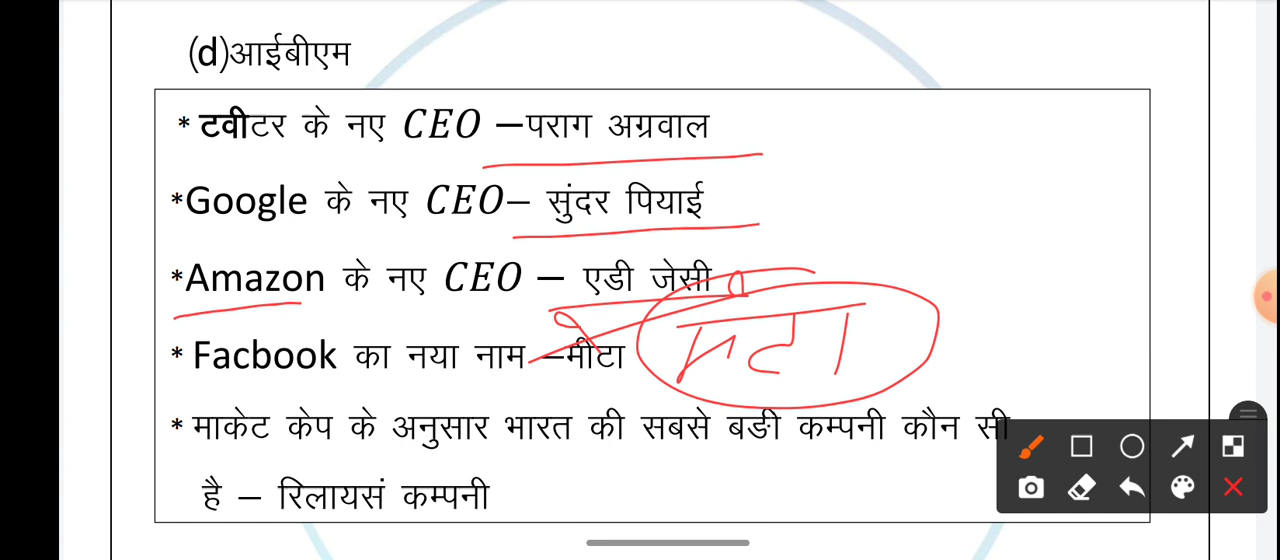 (d)आईबीएम
* टवीटर के नए CEO –पराग अग्रवाल
*Google के नए CEO– सुंदर पियाई
*Amazon के नए CEO – एडी जेसी
* Facbook का नया नाम –मीटा मेटा
* माकेट केप के अनुसार भारत की सबसे बङी कम्पनी कौन सी
है – रिलायसं कम्पनी